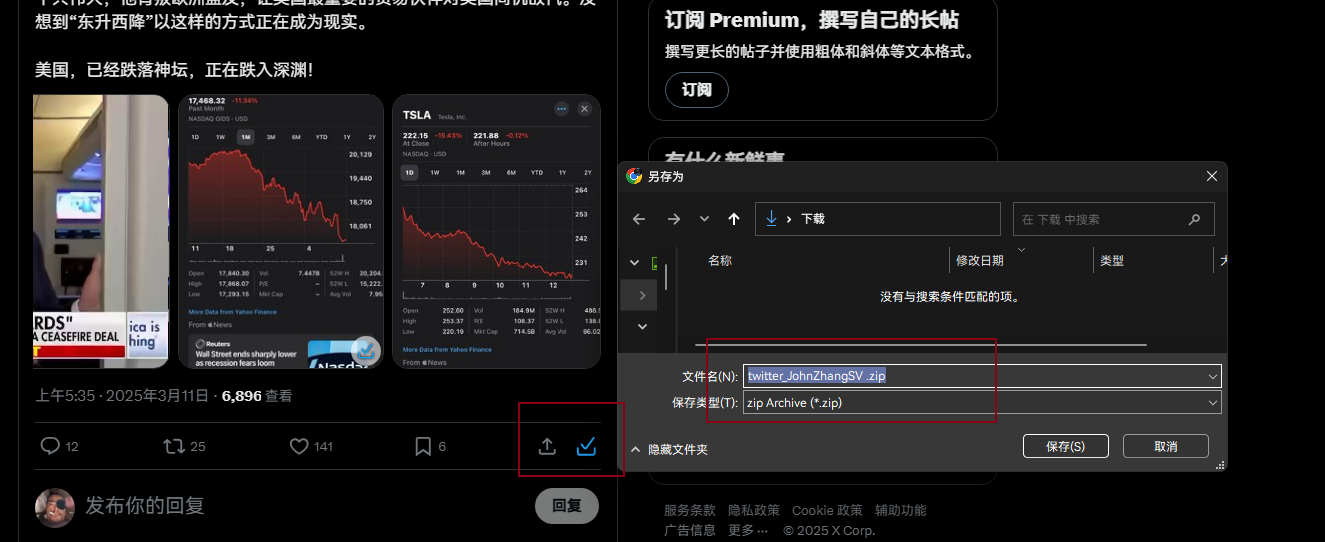 想到“东升西降”以这样的方式正在成为现实。
美国，已经跌落神坛，正在跌入深渊！
RDS"
A CEASEFIRE DEAL
ica is
hing
17,468.32 -11.34%
Past Month
NASDAQ GIDS · USD
1D 1W 1M 3M 6M YTD 1Y 2Y
20,129
19,440
18,750
18,061
11 18 25 4
Open 17,840.30 Vol 7.447B 52W H 20,204.
High 18,868.07 P/E – 52W L 15,222.
Low 17,293.15 Mkt Cap – Avg Vol 7.95
More Data from Yahoo Finance
From News
Reuters
Wall Street ends sharply lower
as recession fears loom
Nasda
TSLA Tesla, Inc.
222.15 -15.43% 221.88 -0.12%
At Close After Hours
NASDAQ · USD
1D 1W 1M 3M 6M YTD 1Y 2Y
264
253
242
231
7 8 9 10 11 12
Open 252.60 Vol 184.9M 52W H 488.
High 253.37 P/E 108.37 52W L 138.
Low 220.19 Mkt Cap 714.5B Avg Vol 86.02
More Data from Yahoo Finance
From News
上午5:35 · 2025年3月11日 · 6,896 查看
12 25 141 6
发布你的回复
回复
订阅 Premium，撰写自己的长帖
撰写更长的帖子并使用粗体和斜体等文本格式。
订阅
有什么新鲜事
另存为
下载
在 下载 中搜索
名称 修改日期 类型
没有与搜索条件匹配的项。
文件名(N): twitter_JohnZhangSV .zip
保存类型(T): zip Archive (*.zip)
隐藏文件夹
保存(S)
取消
服务条款 隐私政策 Cookie 政策 辅助功能
广告信息 更多 ··· © 2025 X Corp.